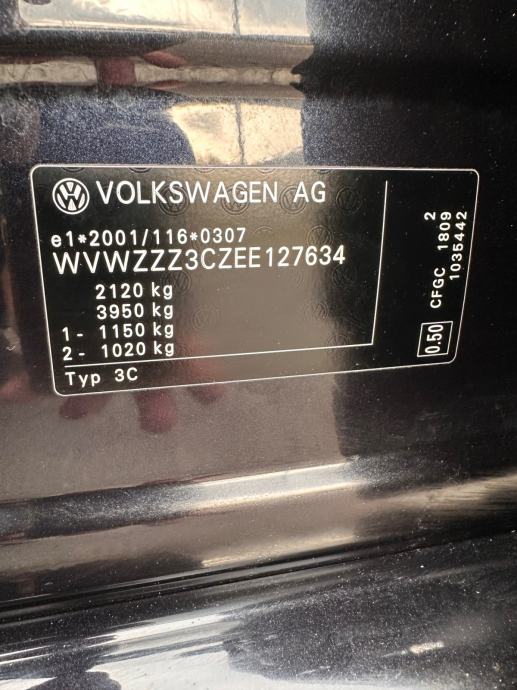 VOLKSWAGEN AG
e1*2001/116*0307
WVWZZZ3CZEE127634
2120 kg
3950 kg
1 - 1150 kg
2 - 1020 kg
Typ 3C
0.50
CFGC 1809 2
1035442